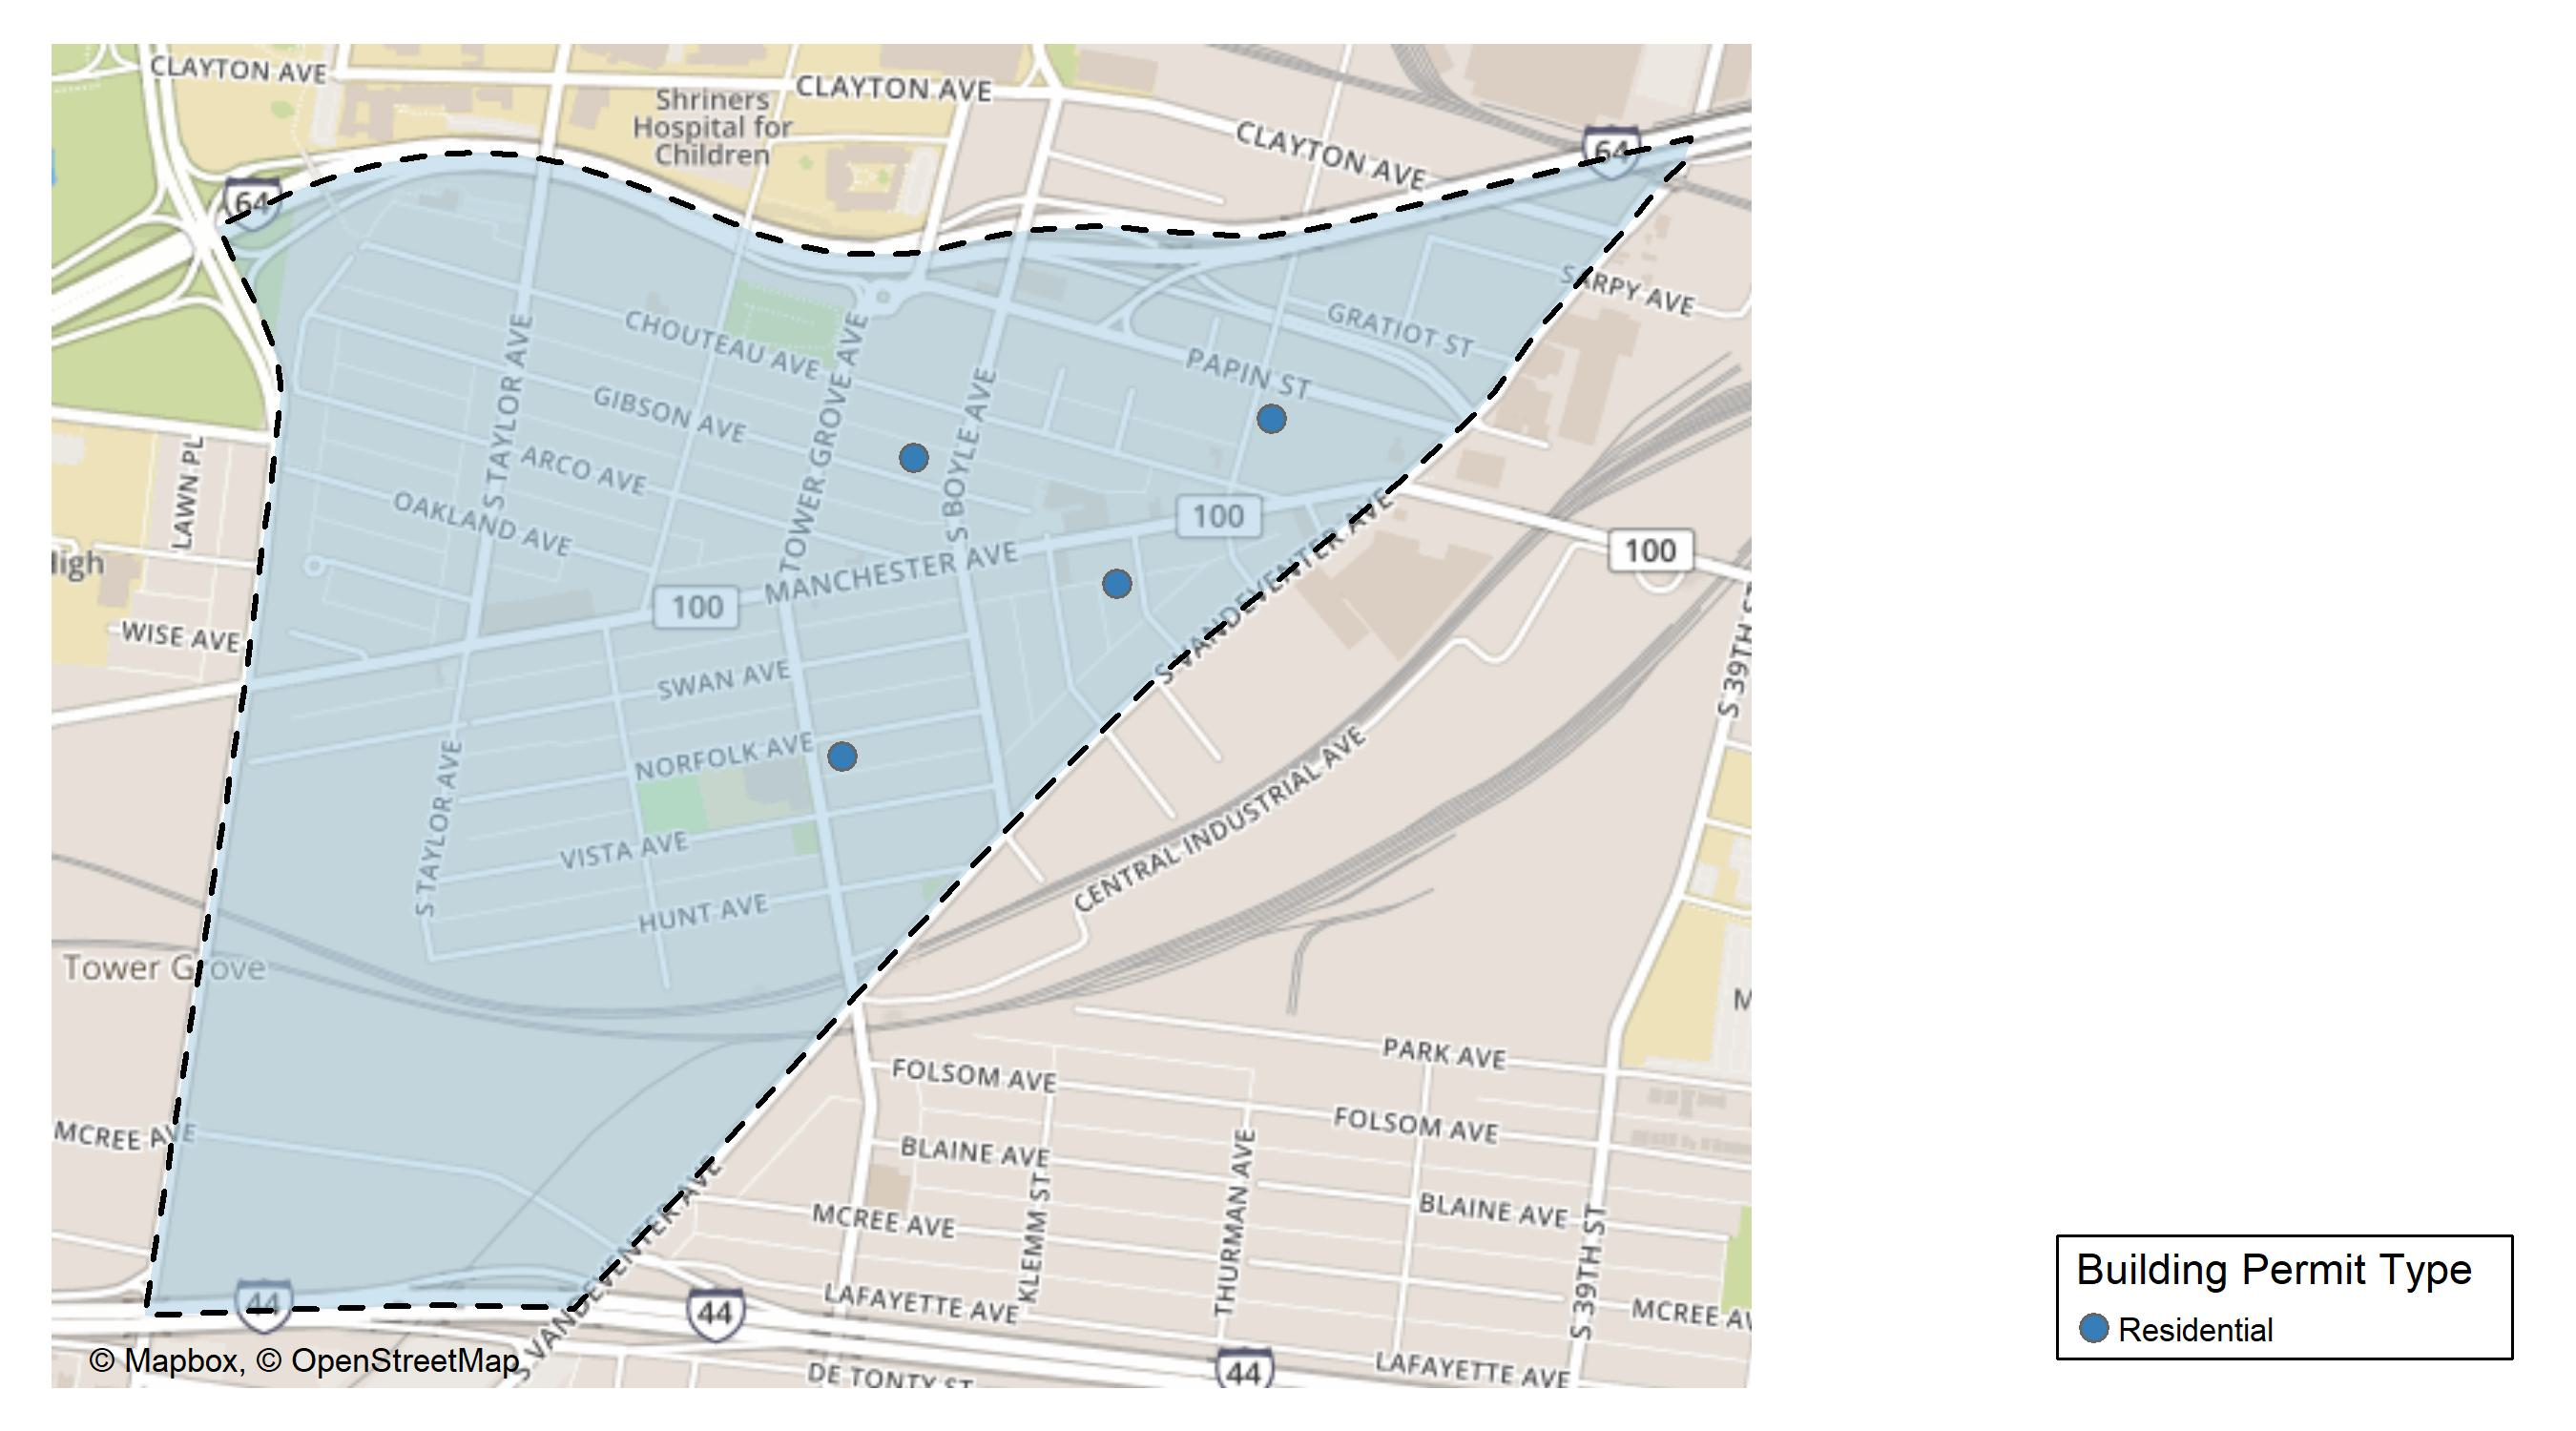 CLAYTON AVE
CLAYTON AVE
Shriners
Hospital for
Children
CLAYTON AVE
64
64
SARPY AVE
GRATIOT ST
CHOUTEAU AVE
PAPIN ST
GIBSON AVE
S TAYLOR AVE
TOWER GROVE AVE
S BOYLE AVE
ARCO AVE
LAWN PL
OAKLAND AVE
100
S VANDEVENTER AVE
100
MANCHESTER AVE
100
WISE AVE
SWAN AVE
S 39TH ST
NORFOLK AVE
S TAYLOR AVE
VISTA AVE
CENTRAL INDUSTRIAL AVE
HUNT AVE
Tower Grove
M
PARK AVE
FOLSOM AVE
FOLSOM AVE
MCREE AVE
BLAINE AVE
KLEMM ST
THURMAN AVE
BLAINE AVE
MCREE AVE
S 39TH ST
S VANDEVENTER AVE
44
44
LAFAYETTE AVE
MCREE AV
44
LAFAYETTE AVE
DE TONTY ST
© Mapbox, © OpenStreetMap
Building Permit Type
Residential